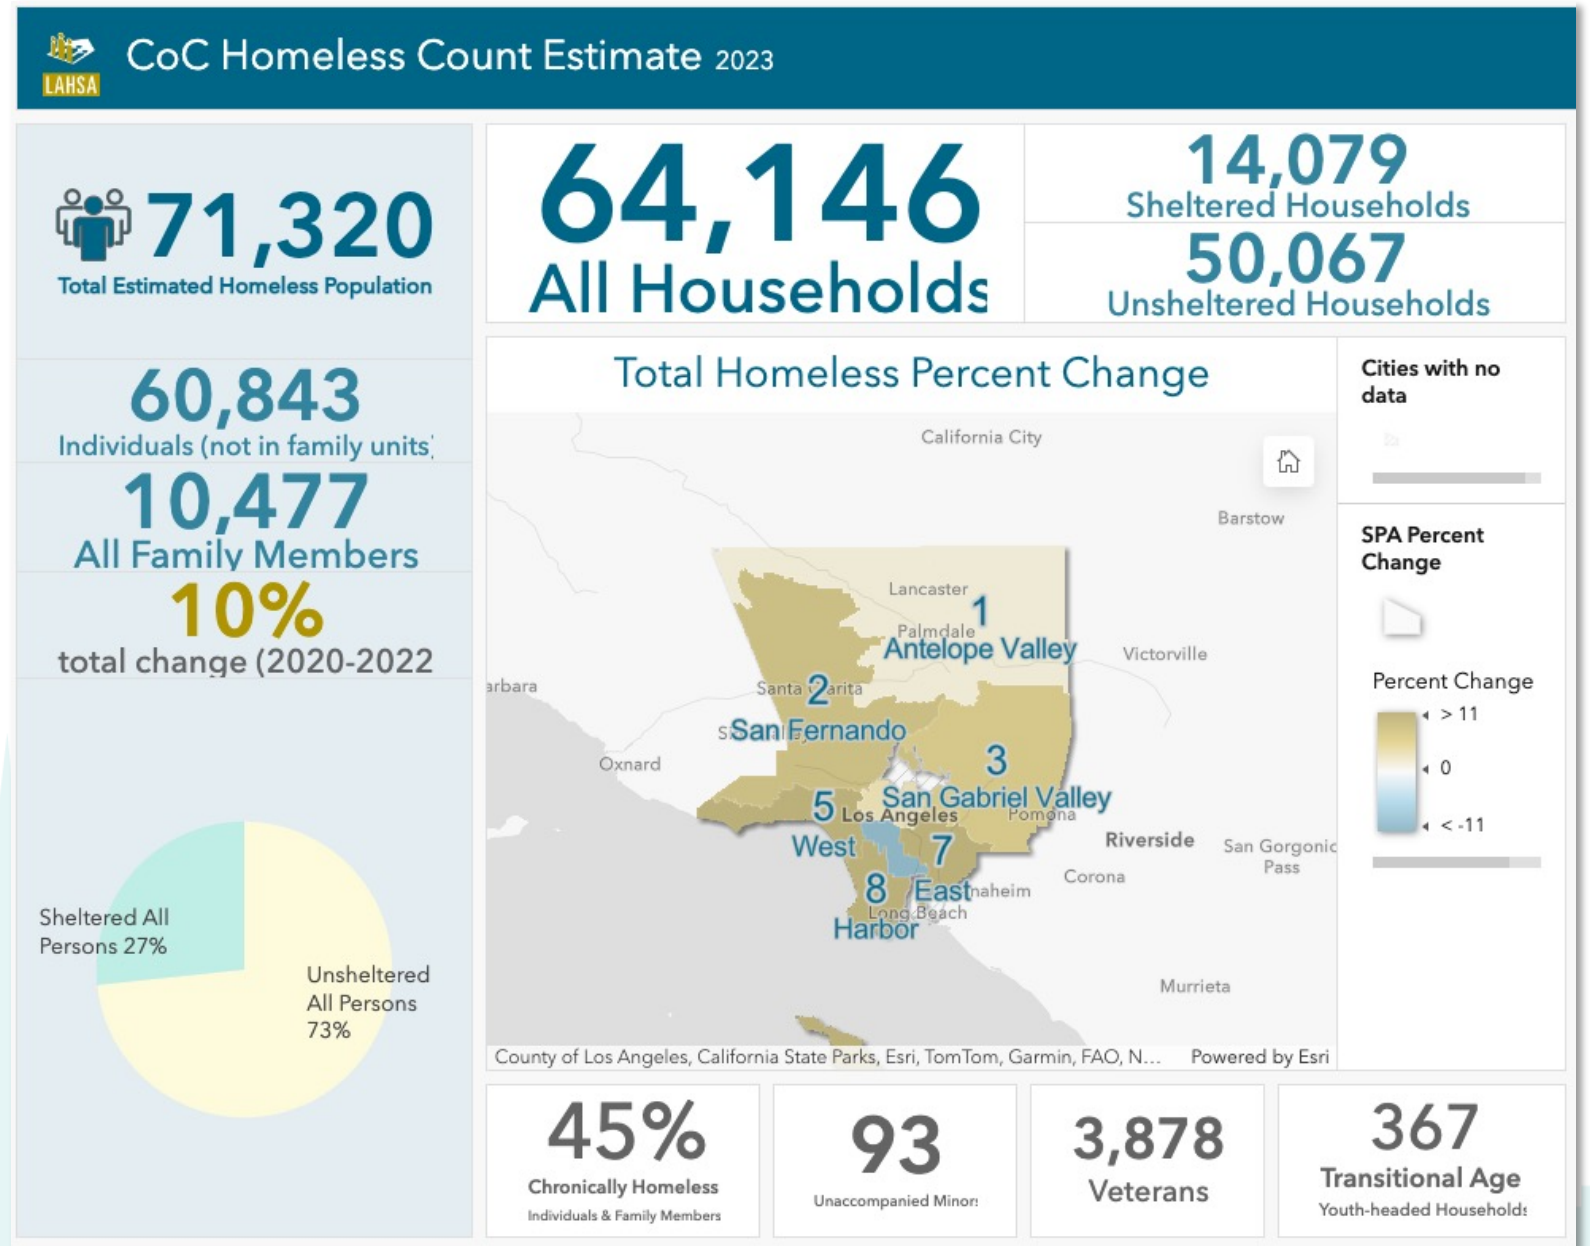 LAHSA
CoC Homeless Count Estimate 2023
71,320
Total Estimated Homeless Population
60,843
Individuals (not in family units)
10,477
All Family Members
10%
total change (2020-2022
Sheltered All
Persons 27%
Unsheltered
All Persons
73%
64,146
All Households
14,079
Sheltered Households
50,067
Unsheltered Households
Total Homeless Percent Change
California City
Barstow
Lancaster
1
Palmdale
Antelope Valley
Victorville
arbara
Santa Clarita
2
San Fernando
Oxnard
3
San Gabriel Valley
5
Los Angeles
Pomona
West
7
Riverside
San Gorgonio
Pass
Corona
8
East
naheim
Long Beach
Harbor
Murrieta
County of Los Angeles, California State Parks, Esri, TomTom, Garmin, FAO, N...
Powered by Esri
Cities with no
data
SPA Percent
Change
Percent Change
> 11
0
< -11
45%
Chronically Homeless
Individuals & Family Members
93
Unaccompanied Minors
3,878
Veterans
367
Transitional Age
Youth-headed Households